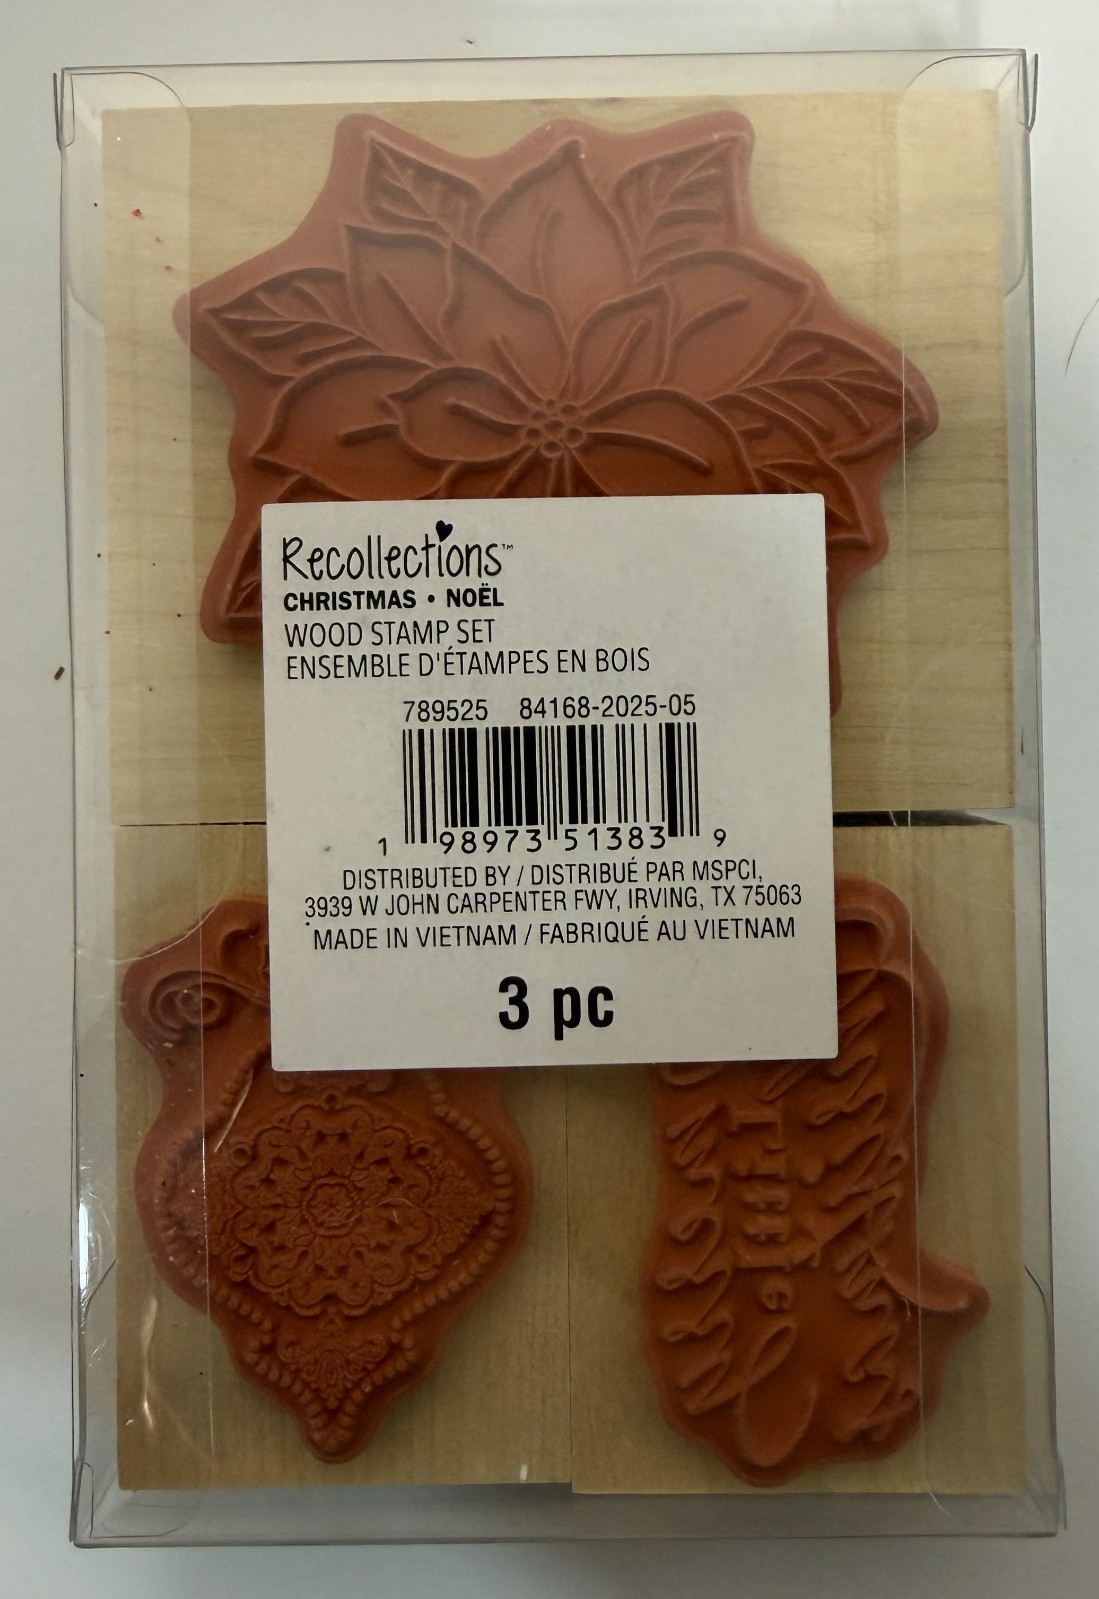 Recollections™
CHRISTMAS • NOËL
WOOD STAMP SET
ENSEMBLE D'ÉTAMPES EN BOIS
789525 84168-2025-05
1 98973 51383 9
DISTRIBUTED BY / DISTRIBUÉ PAR MSPCI,
3939 W JOHN CARPENTER FWY, IRVING, TX 75063
MADE IN VIETNAM / FABRIQUÉ AU VIETNAM
3 pc